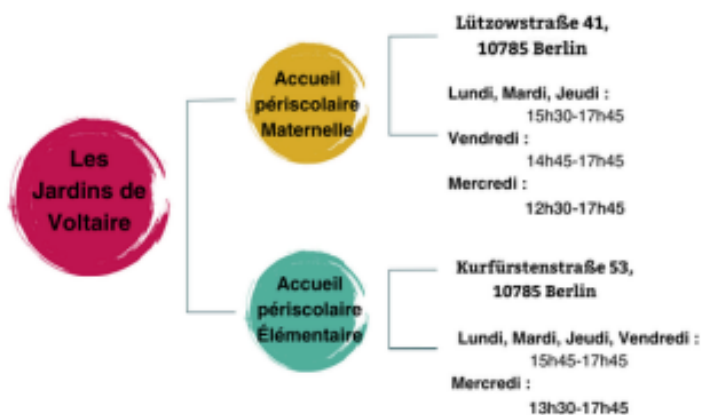 Les
Jardins de
Voltaire
Accueil
périscolaire
Maternelle
Lützowstraße 41,
10785 Berlin
Lundi, Mardi, Jeudi :
15h30-17h45
Vendredi :
14h45-17h45
Mercredi :
12h30-17h45
Accueil
périscolaire
Élémentaire
Kurfürstenstraße 53,
10785 Berlin
Lundi, Mardi, Jeudi, Vendredi :
15h45-17h45
Mercredi :
13h30-17h45